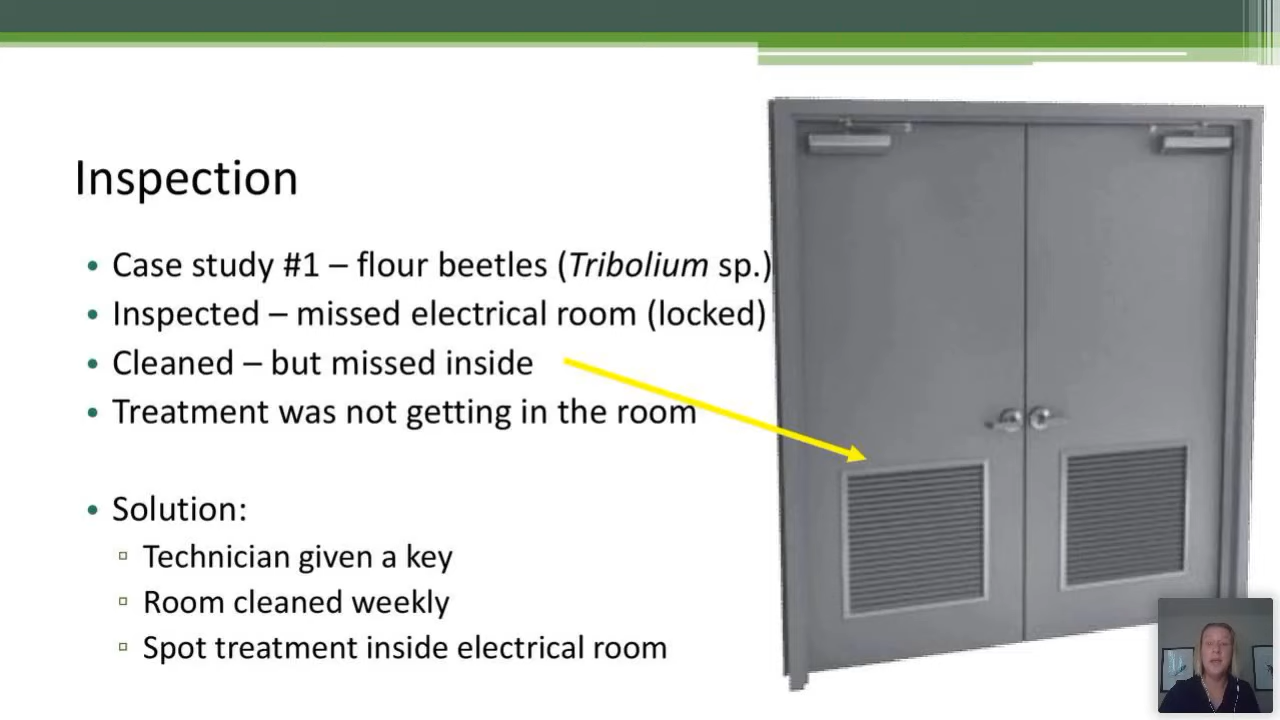 Inspection
• Case study #1 – flour beetles (Tribolium sp.)
• Inspected – missed electrical room (locked)
• Cleaned – but missed inside
• Treatment was not getting in the room
• Solution:
▫ Technician given a key
▫ Room cleaned weekly
▫ Spot treatment inside electrical room